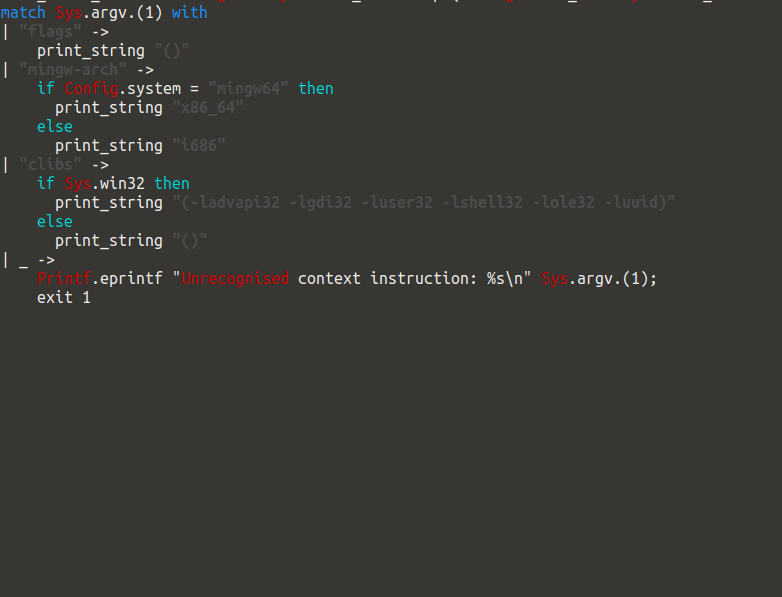 match Sys.argv.(1) with
| "flags" ->
    print_string "()"
| "mingw-arch" ->
    if Config.system = "mingw64" then
      print_string "x86_64"
    else
      print_string "i686"
| "clibs" ->
    if Sys.win32 then
      print_string "(-ladvapi32 -lgdi32 -luser32 -lshell32 -lole32 -luuid)"
    else
      print_string "()"
| _ ->
    Printf.eprintf "Unrecognised context instruction: %s\n" Sys.argv.(1);
    exit 1